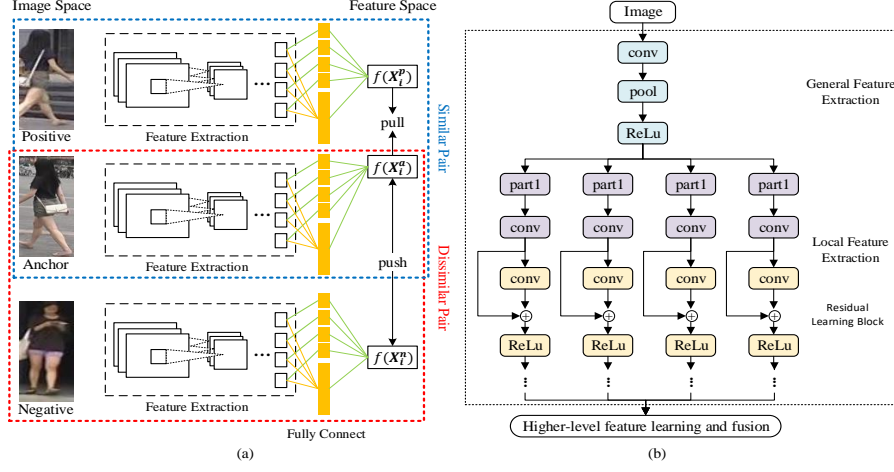 Image Space
Feature Space
Feature Extraction
Positive
f(X_i^p)
pull
Similar Pair
Feature Extraction
Anchor
f(X_i^a)
push
Dissimilar Pair
Feature Extraction
Negative
f(X_i^n)
Fully Connect
(a)
Image
conv
pool
ReLu
General Feature
Extraction
part1 part1 part1 part1
conv conv conv conv
Local Feature
Extraction
conv conv conv conv
Residual
Learning Block
ReLu ReLu ReLu ReLu
Higher-level feature learning and fusion
(b)